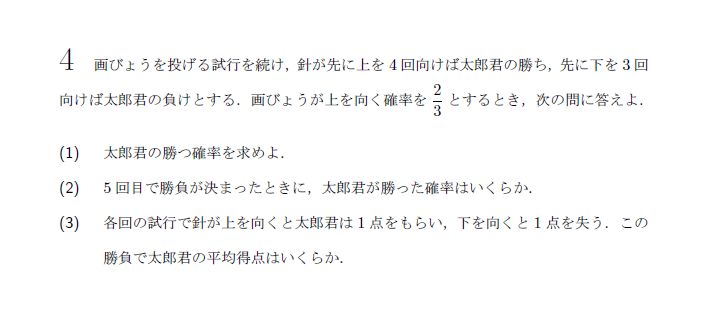 4 画びょうを投げる試行を続け，針が先に上を 4 回向けば太郎君の勝ち，先に下を 3 回
向けば太郎君の負けとする．画びょうが上を向く確率を 2/3 とするとき，次の問に答えよ．
(1) 太郎君の勝つ確率を求めよ．
(2) 5 回目で勝負が決まったときに，太郎君が勝った確率はいくらか．
(3) 各回の試行で針が上を向くと太郎君は 1 点をもらい，下を向くと 1 点を失う．この
勝負で太郎君の平均得点はいくらか．